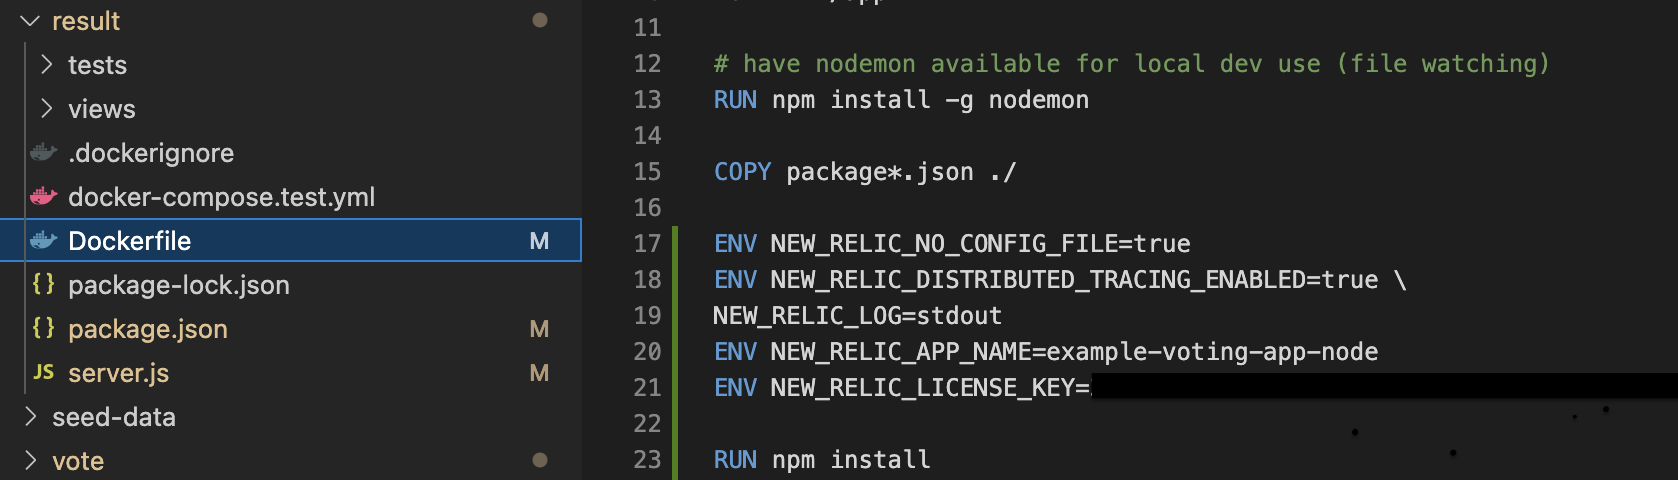 result
tests
views
.dockerignore
docker-compose.test.yml
Dockerfile M
{} package-lock.json
{} package.json M
JS server.js M
seed-data
vote
11
12 # have nodemon available for local dev use (file watching)
13 RUN npm install -g nodemon
14
15 COPY package*.json ./
16
17 ENV NEW_RELIC_NO_CONFIG_FILE=true
18 ENV NEW_RELIC_DISTRIBUTED_TRACING_ENABLED=true \
19 NEW_RELIC_LOG=stdout
20 ENV NEW_RELIC_APP_NAME=example-voting-app-node
21 ENV NEW_RELIC_LICENSE_KEY=
22
23 RUN npm install